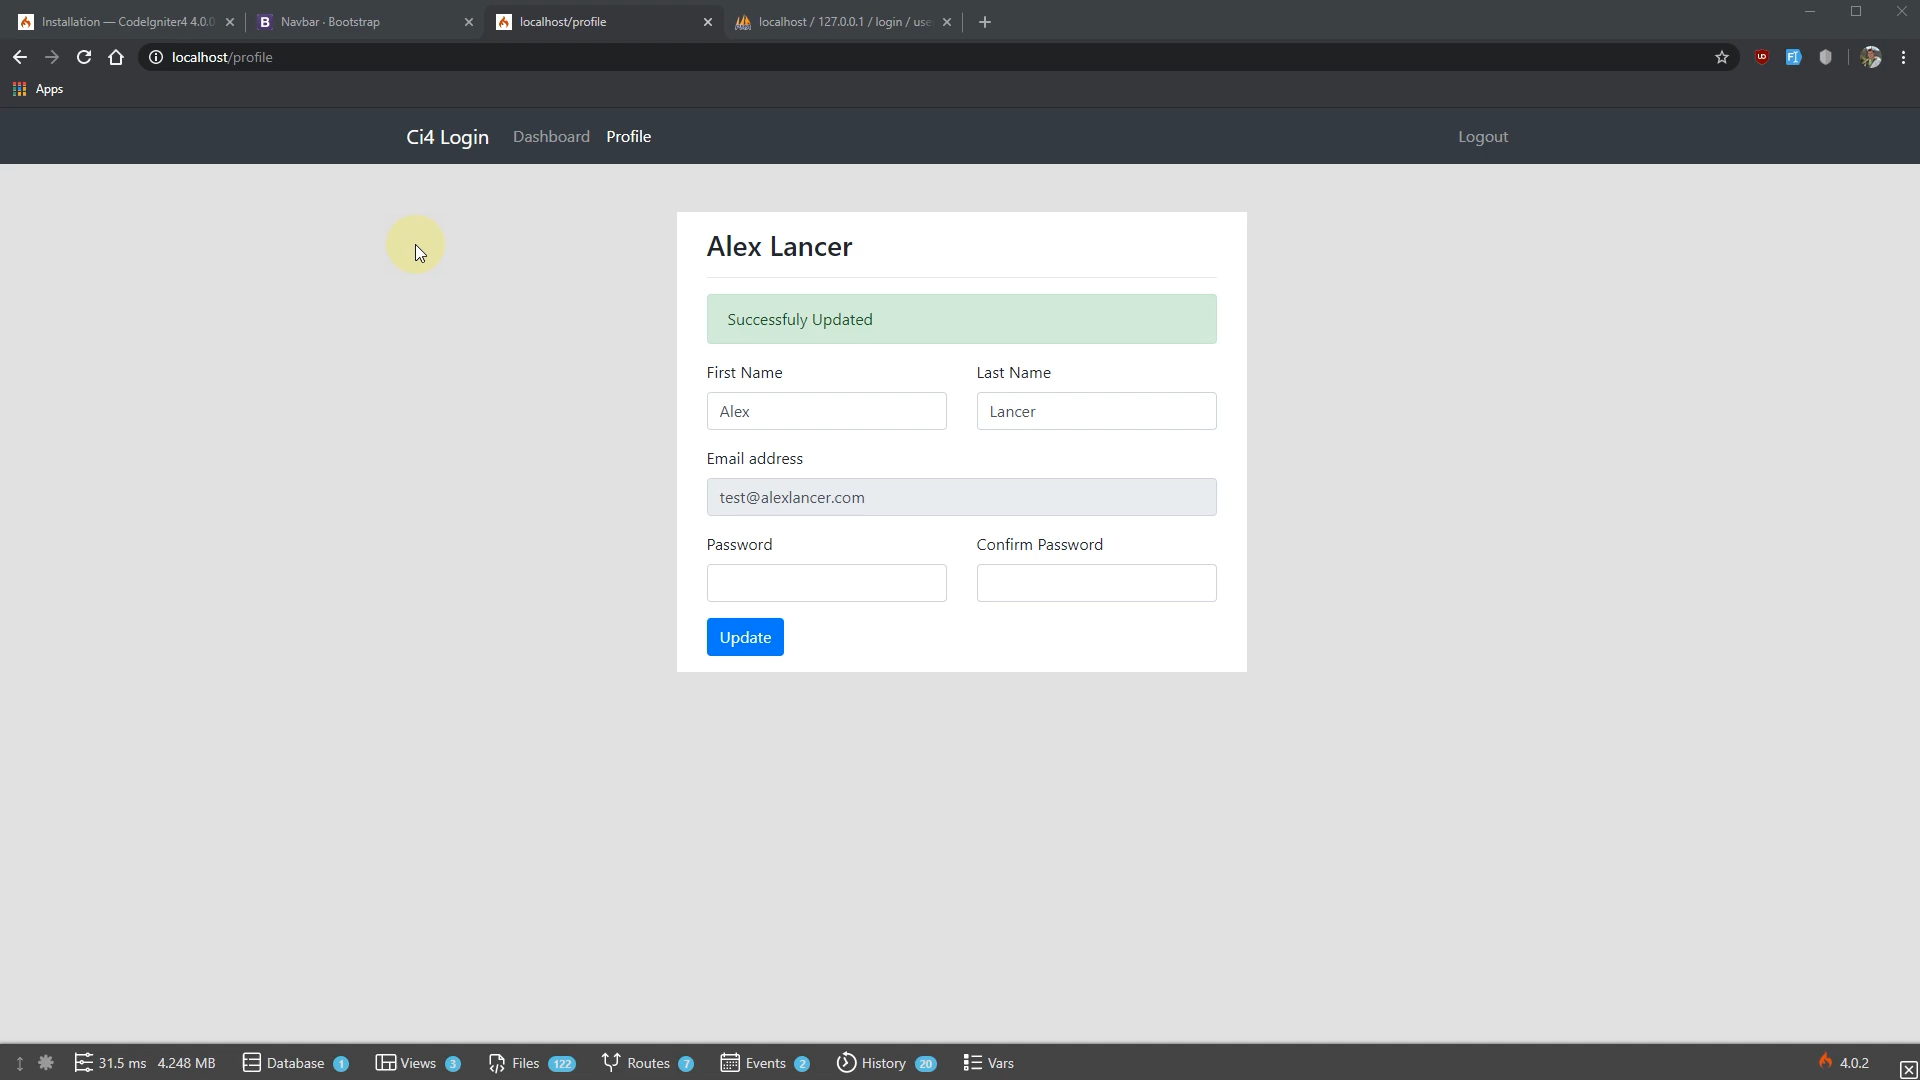 Installation — CodeIgniter4 4.0.0
Navbar · Bootstrap
localhost/profile
localhost / 127.0.0.1 / login / use
localhost/profile
Apps
Ci4 Login
Dashboard
Profile
Logout
Alex Lancer
Successfuly Updated
First Name
Last Name
Alex
Lancer
Email address
test@alexlancer.com
Password
Confirm Password
Update
31.5 ms 4.248 MB
Database 1
Views 3
Files 122
Routes 7
Events 2
History 20
Vars
4.0.2